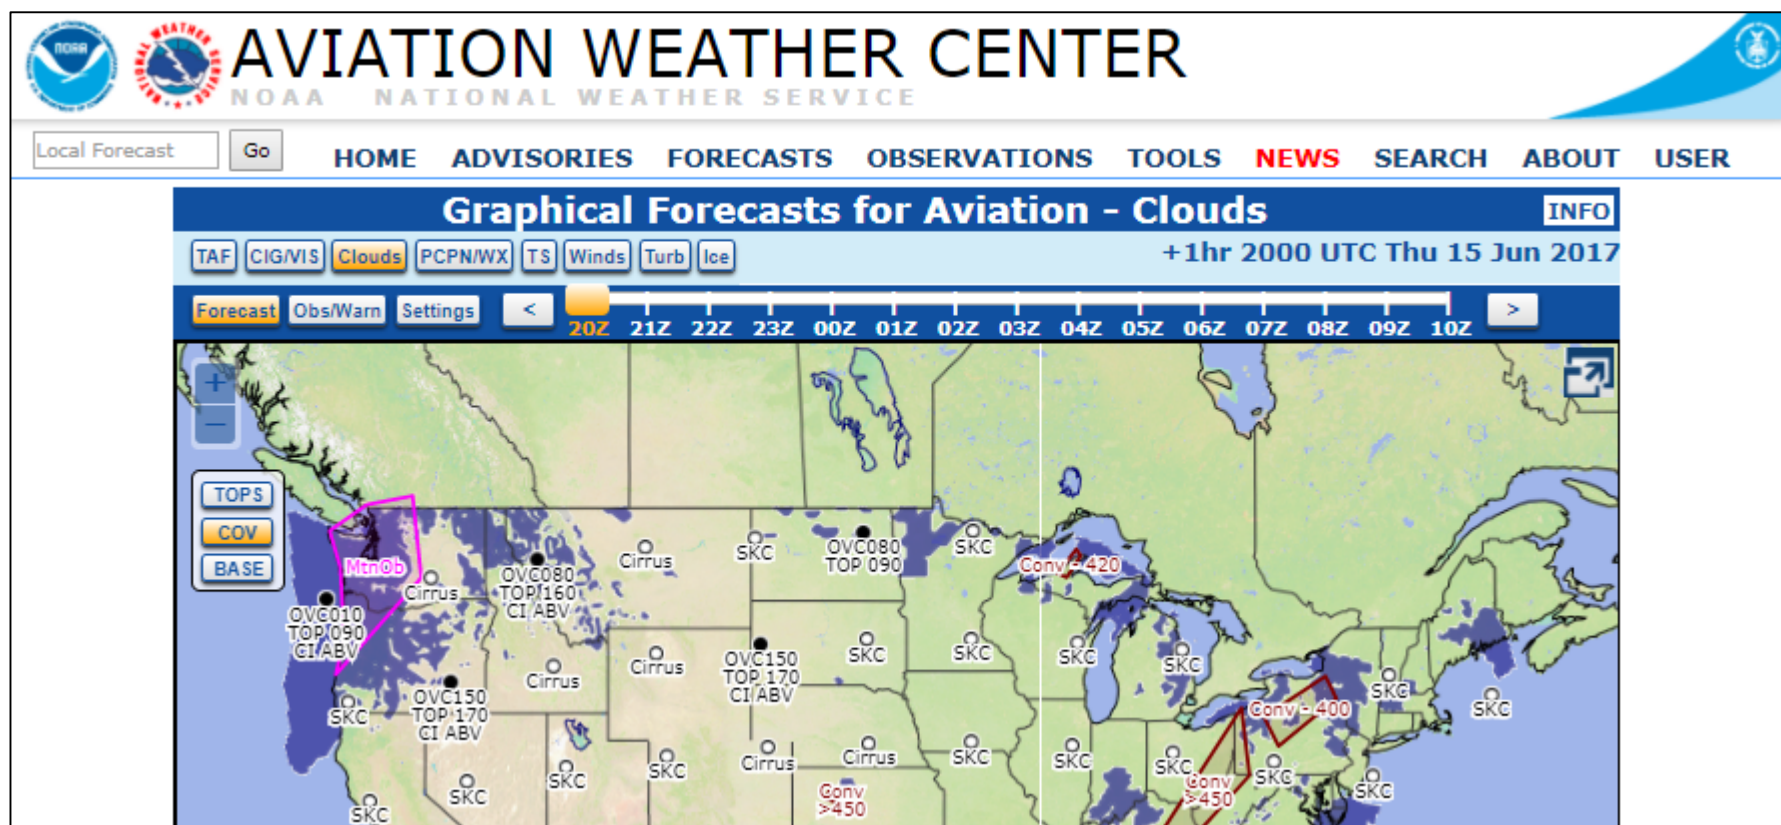 NOAA
NATIONAL WEATHER SERVICE
AVIATION WEATHER CENTER
NOAA NATIONAL WEATHER SERVICE
Local Forecast Go HOME ADVISORIES FORECASTS OBSERVATIONS TOOLS NEWS SEARCH ABOUT USER
Graphical Forecasts for Aviation - Clouds INFO
TAF CIG/VIS Clouds PCPN/WX TS Winds Turb Ice +1hr 2000 UTC Thu 15 Jun 2017
Forecast Obs/Warn Settings < >
20Z 21Z 22Z 23Z 00Z 01Z 02Z 03Z 04Z 05Z 06Z 07Z 08Z 09Z 10Z
+
−
TOPS
COV
BASE
MtnOb
Cirrus
OVC010
TOP 090
CI ABV
OVC080
TOP 160
CI ABV
Cirrus
SKC
OVC080
TOP 090
SKC
Conv - 420
SKC
OVC150
TOP 170
CI ABV
Cirrus
Cirrus
OVC150
TOP 170
CI ABV
SKC
SKC
SKC
SKC
SKC
Conv - 400
SKC
SKC
SKC
SKC
Cirrus
Cirrus
SKC
SKC
SKC
SKC
SKC
SKC
SKC
Conv
>450
Conv
>450